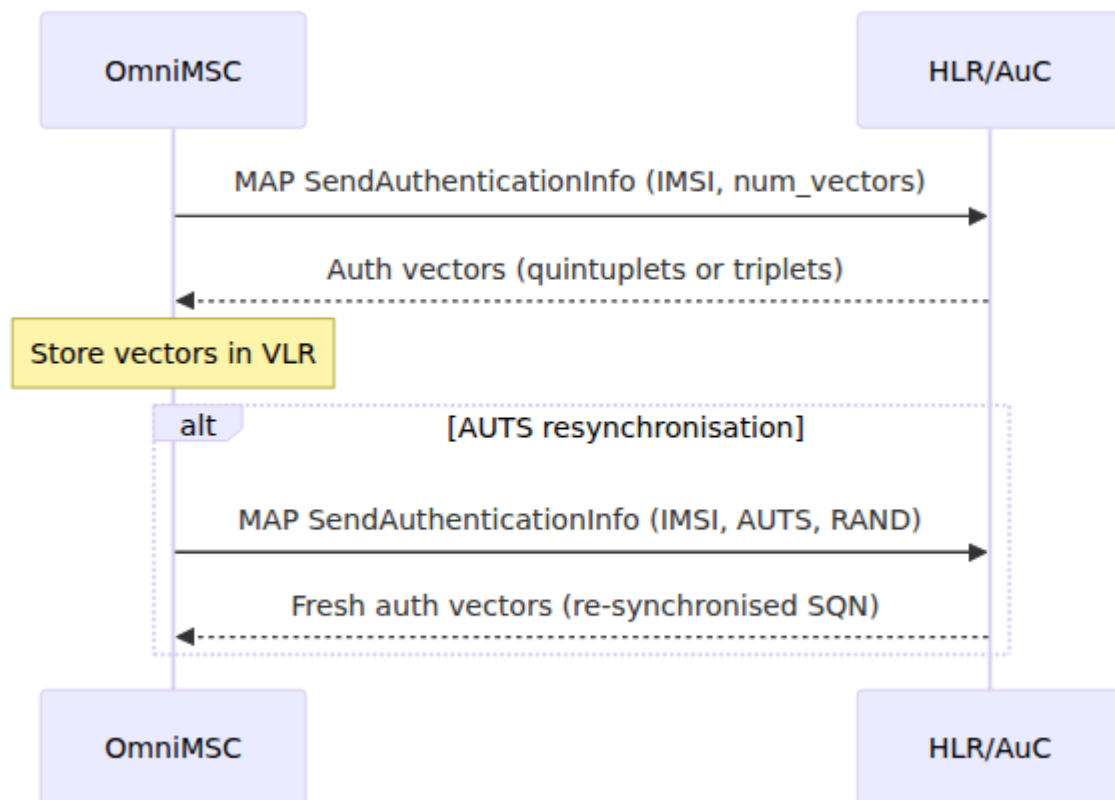 OmniMSC
HLR/AuC
MAP SendAuthenticationInfo (IMSI, num_vectors)
Auth vectors (quintuplets or triplets)
Store vectors in VLR
alt
[AUTS resynchronisation]
MAP SendAuthenticationInfo (IMSI, AUTS, RAND)
Fresh auth vectors (re-synchronised SQN)
OmniMSC
HLR/AuC